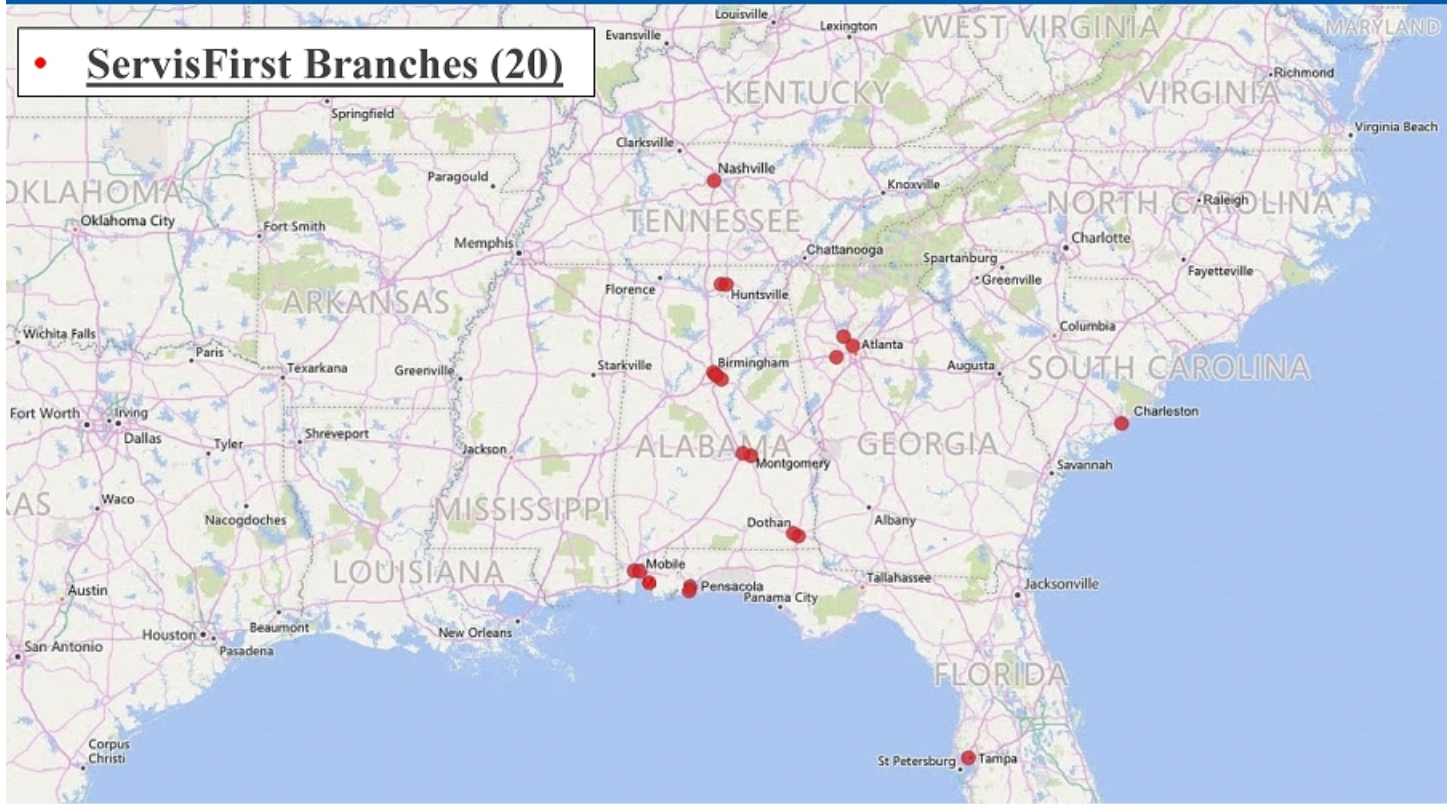 Louisville
Lexington
WEST VIRGINIA
MARYLAND
Evansville
• ServisFirst Branches (20)
Richmond
KENTUCKY
VIRGINIA
Springfield
Virginia Beach
Clarksville
Nashville
Paragould
Knoxville
OKLAHOMA
NORTH CAROLINA
Raleigh
Oklahoma City
TENNESSEE
Fort Smith
Charlotte
Memphis
Chattanooga
Spartanburg
Fayetteville
Greenville
Florence
Huntsville
ARKANSAS
Columbia
Wichita Falls
Atlanta
Paris
Birmingham
Starkville
Augusta
SOUTH CAROLINA
Texarkana
Greenville
Charleston
Fort Worth
Irving
Dallas
Shreveport
Tyler
ALABAMA
GEORGIA
Jackson
Montgomery
Savannah
XAS
Waco
MISSISSIPPI
Nacogdoches
Dothan
Albany
Mobile
LOUISIANA
Tallahassee
Jacksonville
Pensacola
Panama City
Austin
Beaumont
New Orleans
Houston
Pasadena
San Antonio
FLORIDA
Corpus
Christi
St Petersburg
Tampa